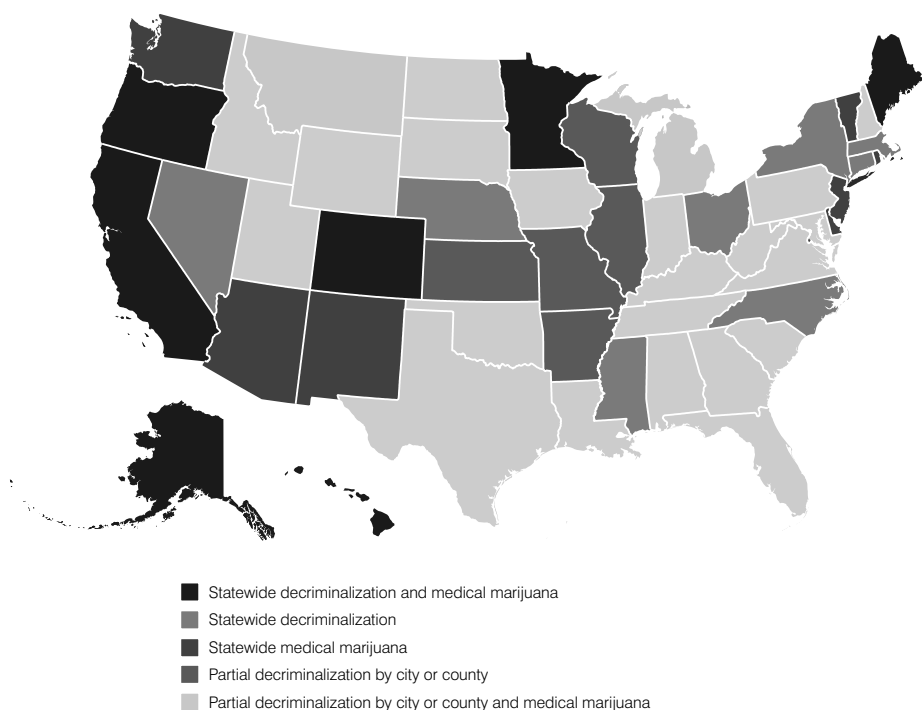 Statewide decriminalization and medical marijuana
Statewide decriminalization
Statewide medical marijuana
Partial decriminalization by city or county
Partial decriminalization by city or county and medical marijuana